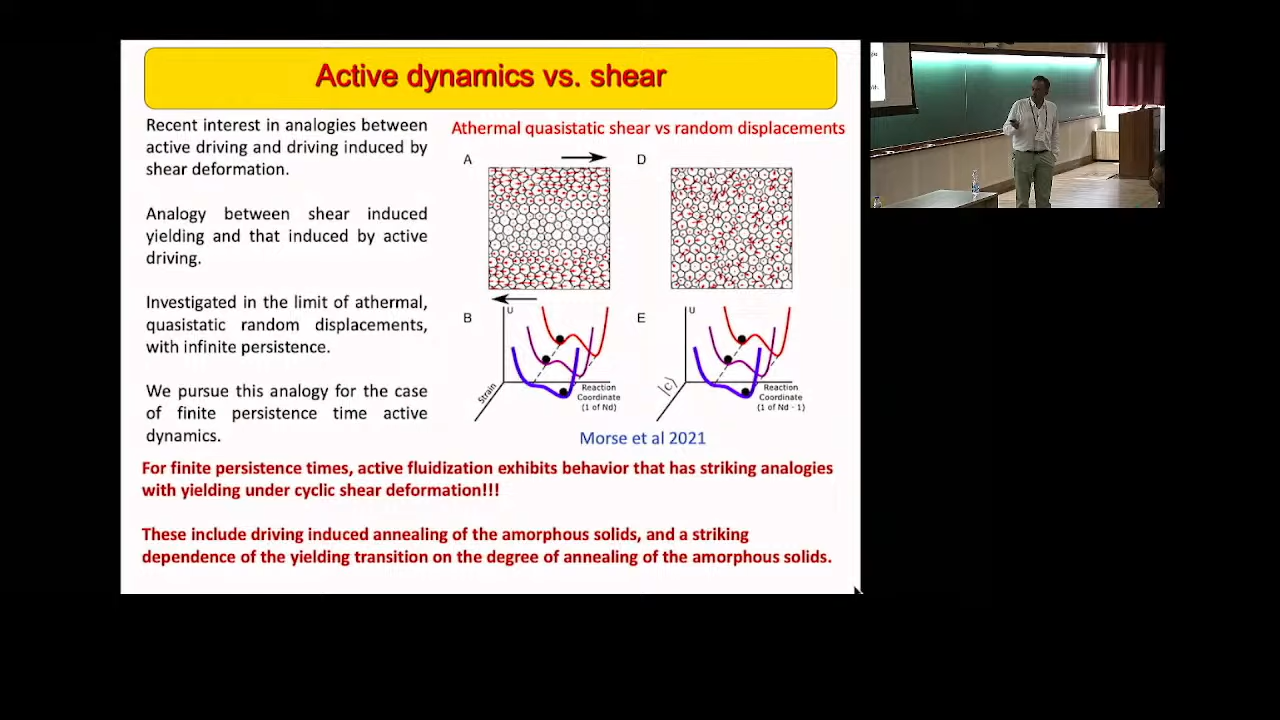 Active dynamics vs. shear
Recent interest in analogies between
active driving and driving induced by
shear deformation.
Analogy between shear induced
yielding and that induced by active
driving.
Investigated in the limit of athermal,
quasistatic random displacements,
with infinite persistence.
We pursue this analogy for the case
of finite persistence time active
dynamics.
Athermal quasistatic shear vs random displacements
A
D
B
U
Strain
Reaction
Coordinate
(1 of Nd)
E
U
|c|
Reaction
Coordinate
(1 of Nd - 1)
Morse et al 2021
For finite persistence times, active fluidization exhibits behavior that has striking analogies
with yielding under cyclic shear deformation!!!
These include driving induced annealing of the amorphous solids, and a striking
dependence of the yielding transition on the degree of annealing of the amorphous solids.